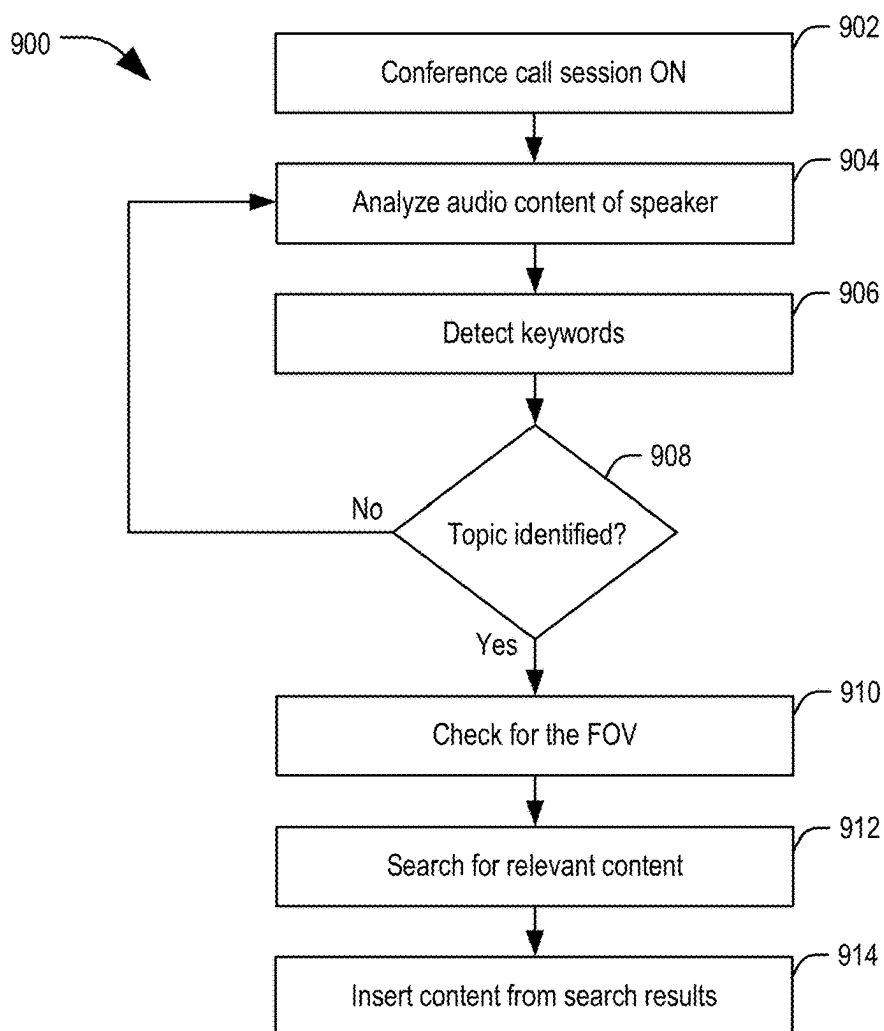 900
902
Conference call session ON
904
Analyze audio content of speaker
906
Detect keywords
908
No
Topic identified?
Yes
910
Check for the FOV
912
Search for relevant content
914
Insert content from search results